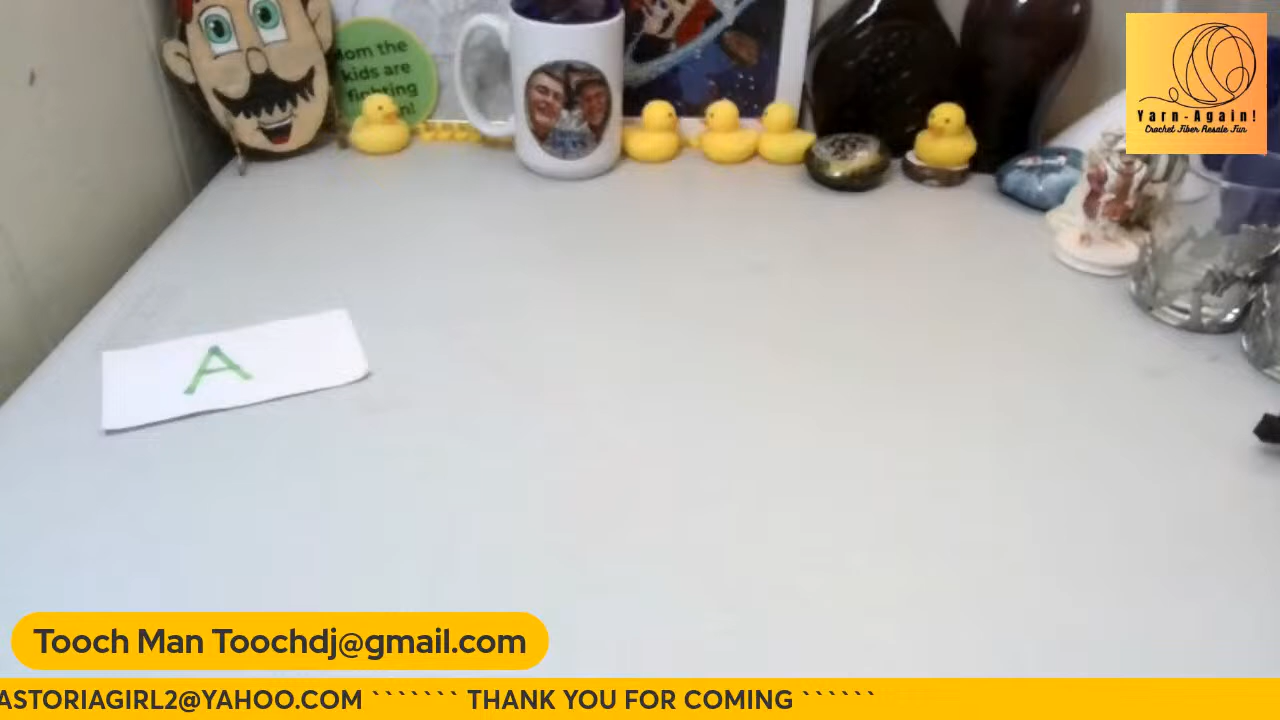 Mom the
kids are
fighting
Yarn-Again!
Crochet Fiber Resale Fun
A
Tooch Man Toochdj@gmail.com
ASTORIAGIRL2@YAHOO.COM ``````` THANK YOU FOR COMING ``````